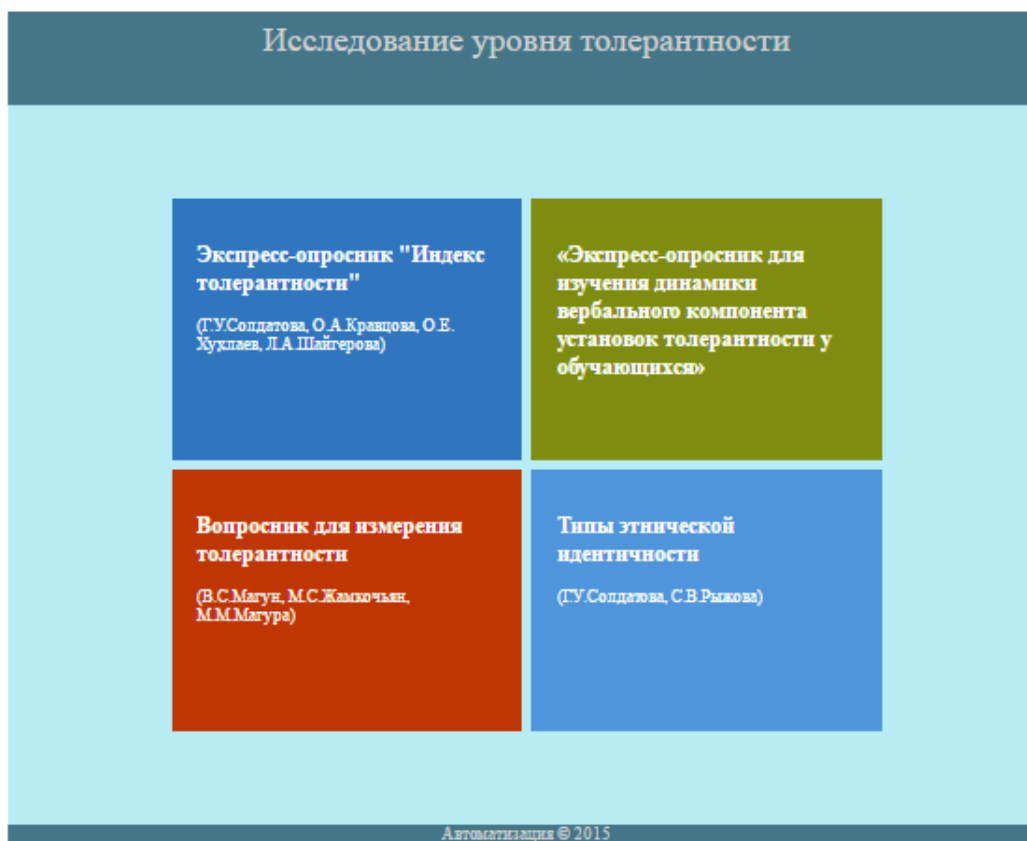 Исследование уровня толерантности
Экспресс-опросник "Индекс
толерантности"
(Г.У.Солдатова, О.А.Кравцова, О.Е.
Хухлаев, Л.А.Шайгерова)
«Экспресс-опросник для
изучения динамики
вербального компонента
установок толерантности у
обучающихся»
Вопросник для измерения
толерантности
(В.С.Магун, М.С.Жамкочьян,
М.М.Магура)
Типы этнической
идентичности
(Г.У.Солдатова, С.В.Рыжова)
Автоматизация © 2015